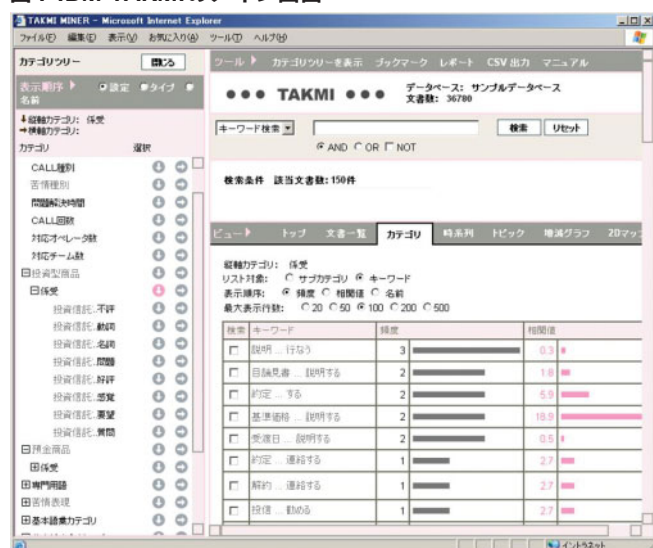 TAKMI MINER - Microsoft Internet Explorer
ファイル(F) 編集(E) 表示(V) お気に入り(A) ツール(T) ヘルプ(H)
カテゴリツリー 閉じる
表示順序 設定 タイプ
名前
縦軸カテゴリ: 係受
横軸カテゴリ:
カテゴリ 選択
CALL種別
苦情種別
問題解決時間
CALL回数
対応オペレータ数
対応チーム数
投資型商品
係受
投資信託...不評
投資信託...動詞
投資信託...名詞
投資信託...問題
投資信託...好評
投資信託...感覚
投資信託...要望
投資信託...質問
預金商品
係受
専門用語
苦情表現
基本語彙カテゴリ
ツール カテゴリツリーを表示 ブックマーク レポート CSV出力 マニュアル
TAKMI
データベース: サンプルデータベース
文書数: 36780
キーワード検索 検索 リセット
AND OR NOT
検索条件 該当文書数:150件
ビュー トップ 文書一覧 カテゴリ 時系列 トピック 増減グラフ 2Dマップ
縦軸カテゴリ: 係受
リスト対象: サブカテゴリ キーワード
表示順序: 頻度 相関値 名前
最大表示行数: 20 50 100 200 500
検索 キーワード 頻度 相関値
説明 ... 行なう 3 0.3
目論見書 ... 説明する 2 1.8
約定 ... する 2 5.9
基準価格 ... 説明する 2 18.9
受渡日 ... 説明する 2 0.5
約定 ... 連絡する 1 2.7
解約 ... 連絡する 1 2.7
投信 ... 勧める 1 2.7
イントラネット